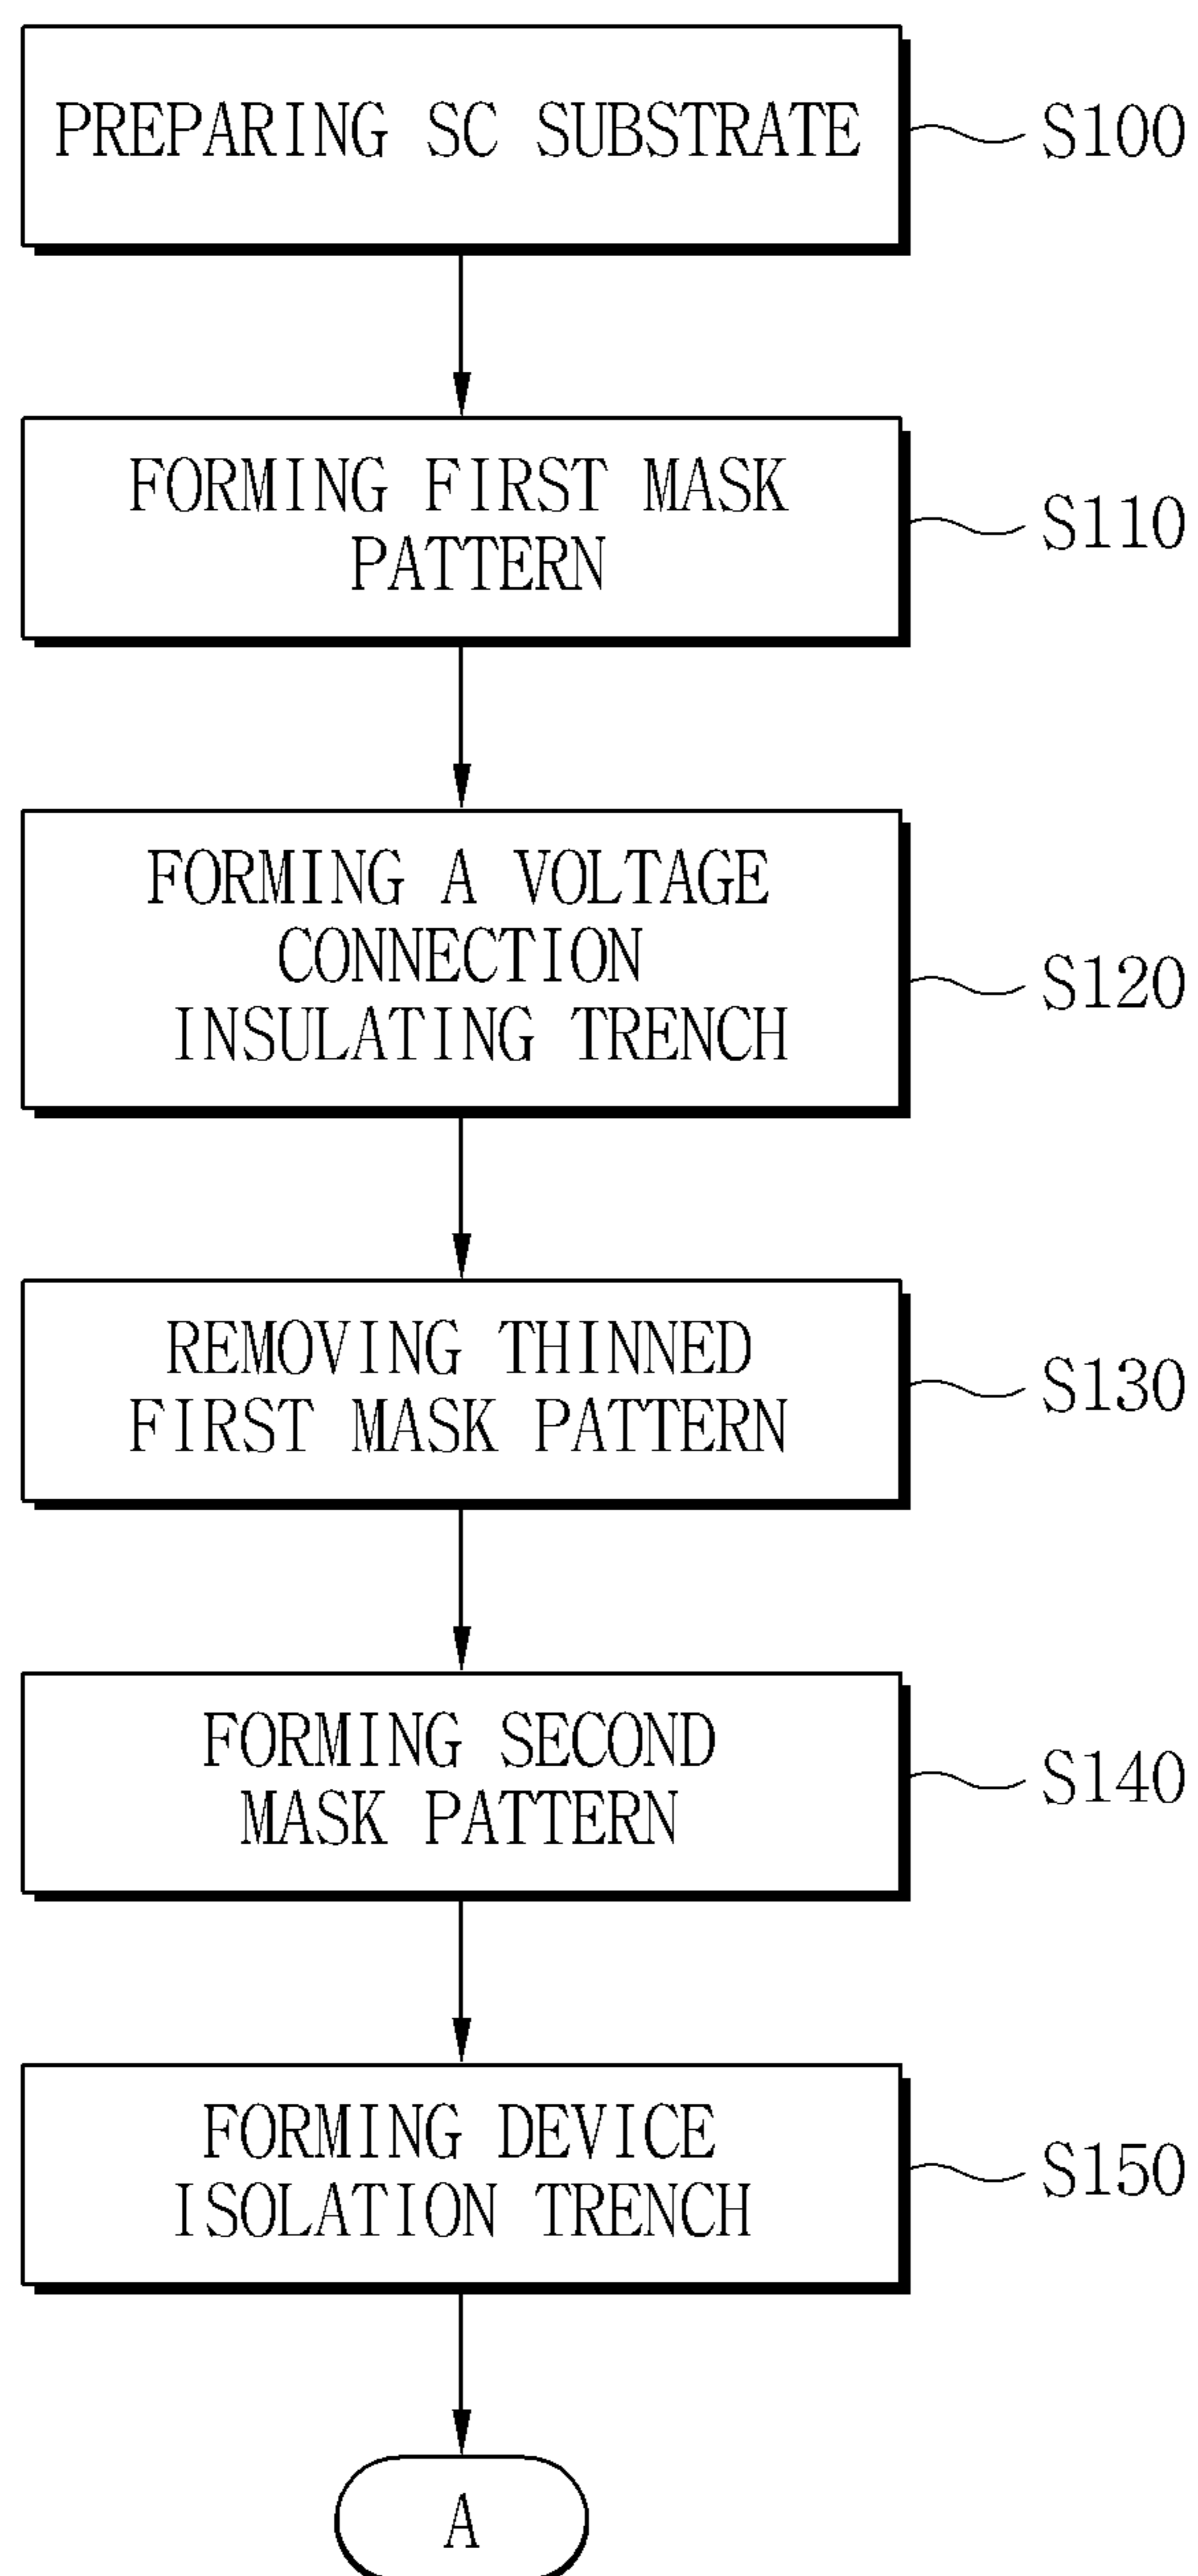 PREPARING SC SUBSTRATE
S100
FORMING FIRST MASK
PATTERN
S110
FORMING A VOLTAGE
CONNECTION
INSULATING TRENCH
S120
REMOVING THINNED
FIRST MASK PATTERN
S130
FORMING SECOND
MASK PATTERN
S140
FORMING DEVICE
ISOLATION TRENCH
S150
A